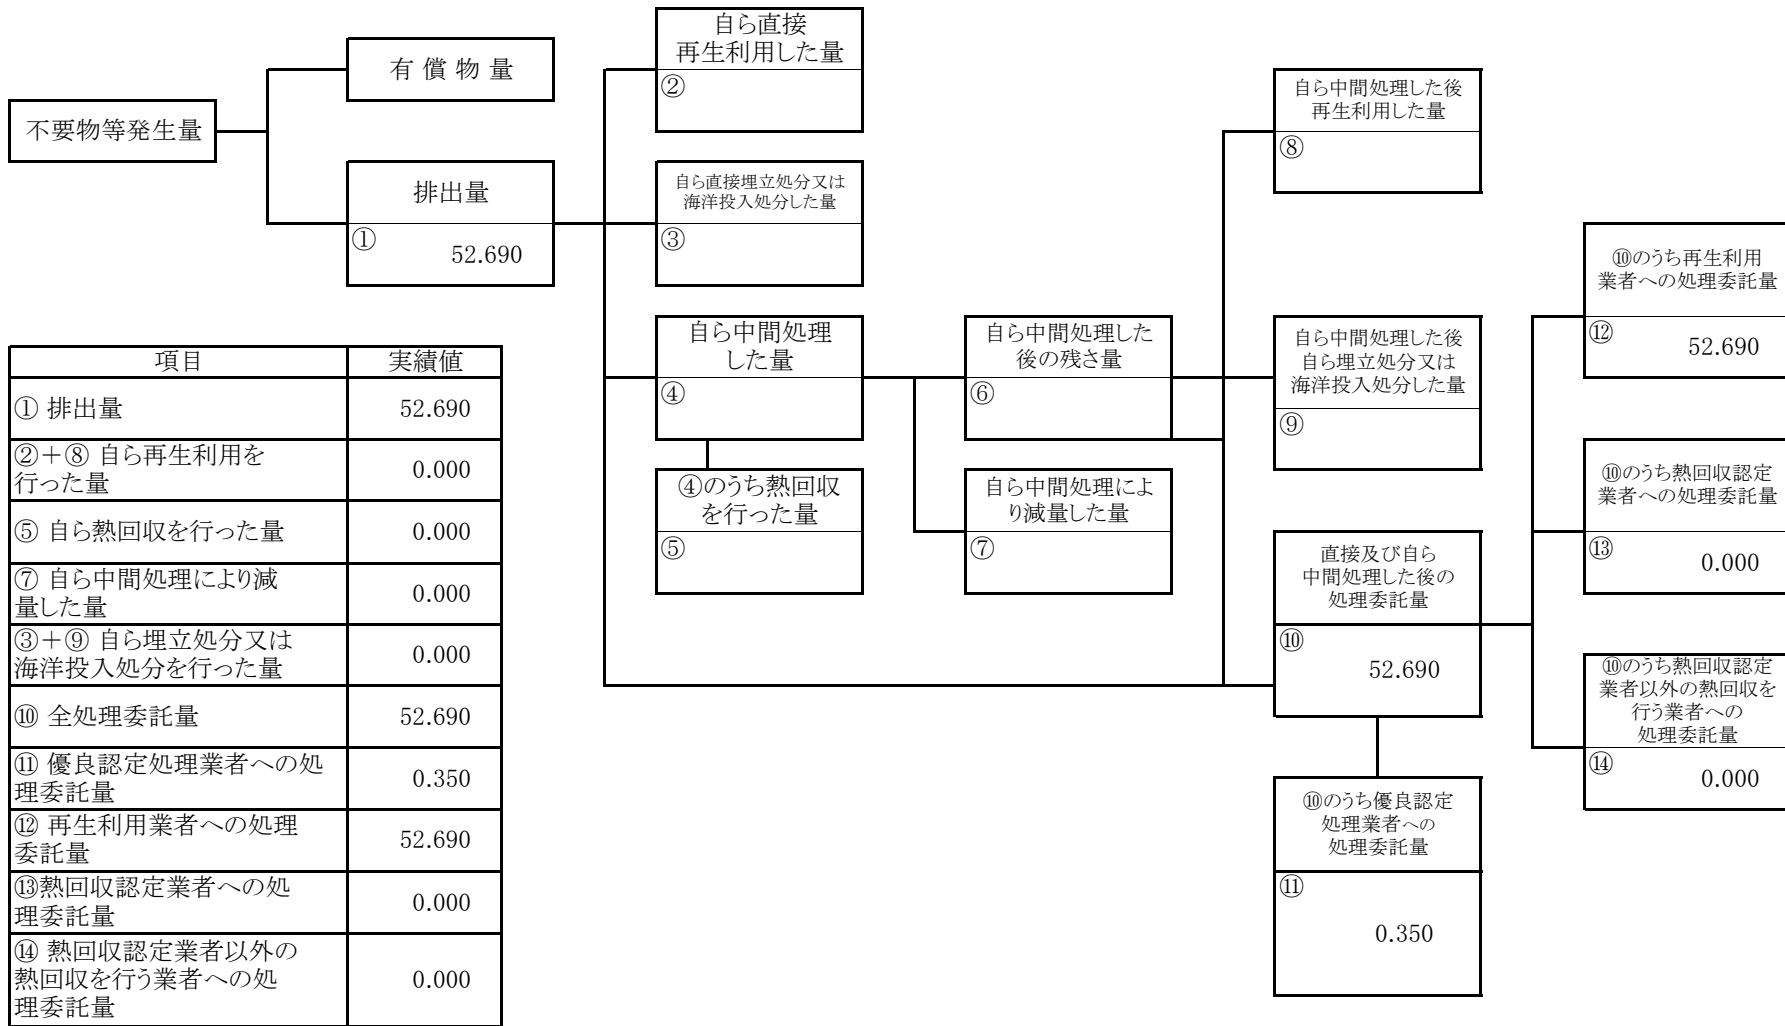 不要物等発生量
有 償 物 量
排出量
①
52.690
自ら直接
再生利用した量
②
自ら直接埋立処分又は
海洋投入処分した量
③
自ら中間処理
した量
④
④のうち熱回収
を行った量
⑤
自ら中間処理した
後の残さ量
⑥
自ら中間処理によ
り減量した量
⑦
自ら中間処理した後
再生利用した量
⑧
自ら中間処理した後
自ら埋立処分又は
海洋投入処分した量
⑨
直接及び自ら
中間処理した後の
処理委託量
⑩
52.690
⑩のうち優良認定
処理業者への
処理委託量
⑪
0.350
⑩のうち再生利用
業者への処理委託量
⑫
52.690
⑩のうち熱回収認定
業者への処理委託量
⑬
0.000
⑩のうち熱回収認定
業者以外の熱回収を
行う業者への
処理委託量
⑭
0.000
項目 実績値
① 排出量 52.690
②＋⑧ 自ら再生利用を
行った量 0.000
⑤ 自ら熱回収を行った量 0.000
⑦ 自ら中間処理により減
量した量 0.000
③＋⑨ 自ら埋立処分又は
海洋投入処分を行った量 0.000
⑩ 全処理委託量 52.690
⑪ 優良認定処理業者への処
理委託量 0.350
⑫ 再生利用業者への処理
委託量 52.690
⑬熱回収認定業者への処
理委託量 0.000
⑭ 熱回収認定業者以外の
熱回収を行う業者への処
理委託量 0.000